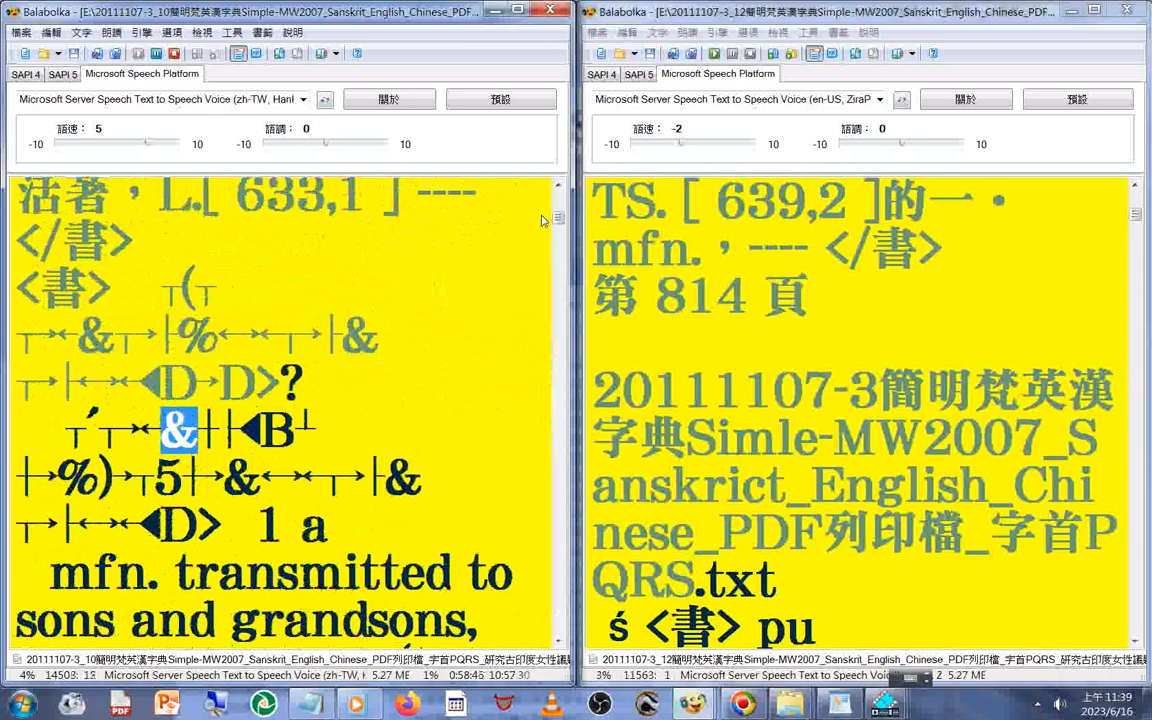 Balabolka - [E:\20111107-3_10簡明梵英漢字典Simple-MW2007_Sanskrit_English_Chinese_PDF...
檔案 編輯 文字 朗讀 引擎 選項 檢視 工具 書籤 說明
SAPI 4 SAPI 5 Microsoft Speech Platform
Microsoft Server Speech Text to Speech Voice (zh-TW, Hanl
關於 預設
語速： 5 語調： 0
-10 10 -10 10
活著，L.[ 633,1 ] ----
</書>
<書>
mfn. transmitted to
sons and grandsons,
20111107-3_10簡明梵英漢字典Simple-MW2007_Sanskrit_English_Chinese_PDF列印檔_字首PQRS_研究古印度女性議
4% 14503: 13 Microsoft Server Speech Text to Speech Voice (zh-TW, H 5.27 MB 1% 0:58:46 10:57:30
Balabolka - [E:\20111107-3_12簡明梵英漢字典Simple-MW2007_Sanskrit_English_Chinese_PDF...
檔案 編輯 文字 朗讀 引擎 選項 檢視 工具 書籤 說明
SAPI 4 SAPI 5 Microsoft Speech Platform
Microsoft Server Speech Text to Speech Voice (en-US, ZiraP
關於 預設
語速： -2 語調： 0
-10 10 -10 10
TS. [ 639,2 ]的一・
mfn.，---- </書>
第 814 頁
20111107-3簡明梵英漢
字典Simle-MW2007_S
anskrict_English_Chi
nese_PDF列印檔_字首P
QRS.txt
ś <書> pu
20111107-3_12簡明梵英漢字典Simple-MW2007_Sanskrit_English_Chinese_PDF列印檔_字首PQRS_研究古印度女性議
3% 11563: 1 Microsoft Server Speech Text to Speech Voice 5.27 MB
上午 11:39
2023/6/16